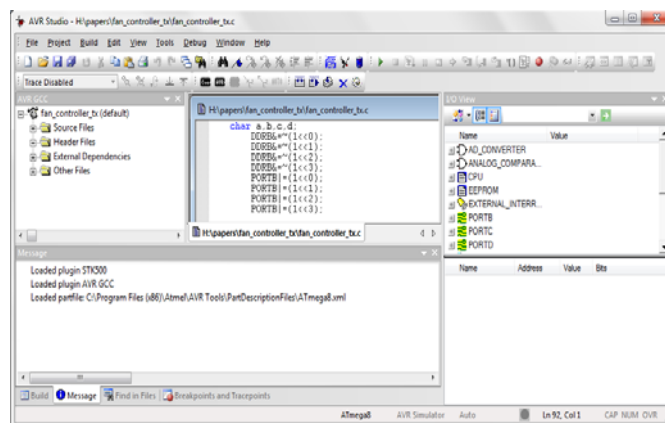 AVR Studio - H:\papers\fan_controller_tx\fan_controller_tx.c
File Project Build Edit View Tools Debug Window Help
Trace Disabled
AVR GCC
fan_controller_tx (default)
Source Files
Header Files
External Dependencies
Other Files
H:\papers\fan_controller_tx\fan_controller_tx.c
char a,b,c,d;
DDRB&=~(1<<0);
DDRB&=~(1<<1);
DDRB&=~(1<<2);
DDRB&=~(1<<3);
PORTB|=(1<<0);
PORTB|=(1<<1);
PORTB|=(1<<2);
PORTB|=(1<<3);
H:\papers\fan_controller_tx\fan_controller_tx.c
I/O View
Name Value
AD_CONVERTER
ANALOG_COMPARA...
CPU
EEPROM
EXTERNAL_INTERR...
PORTB
PORTC
PORTD
Name Address Value Bits
Message
Loaded plugin STK500
Loaded plugin AVR GCC
Loaded partfile: C:\Program Files (x86)\Atmel\AVR Tools\PartDescriptionFiles\ATmega8.xml
Build Message Find in Files Breakpoints and Tracepoints
ATmega8 AVR Simulator Auto Ln 92, Col 1 CAP NUM OVR